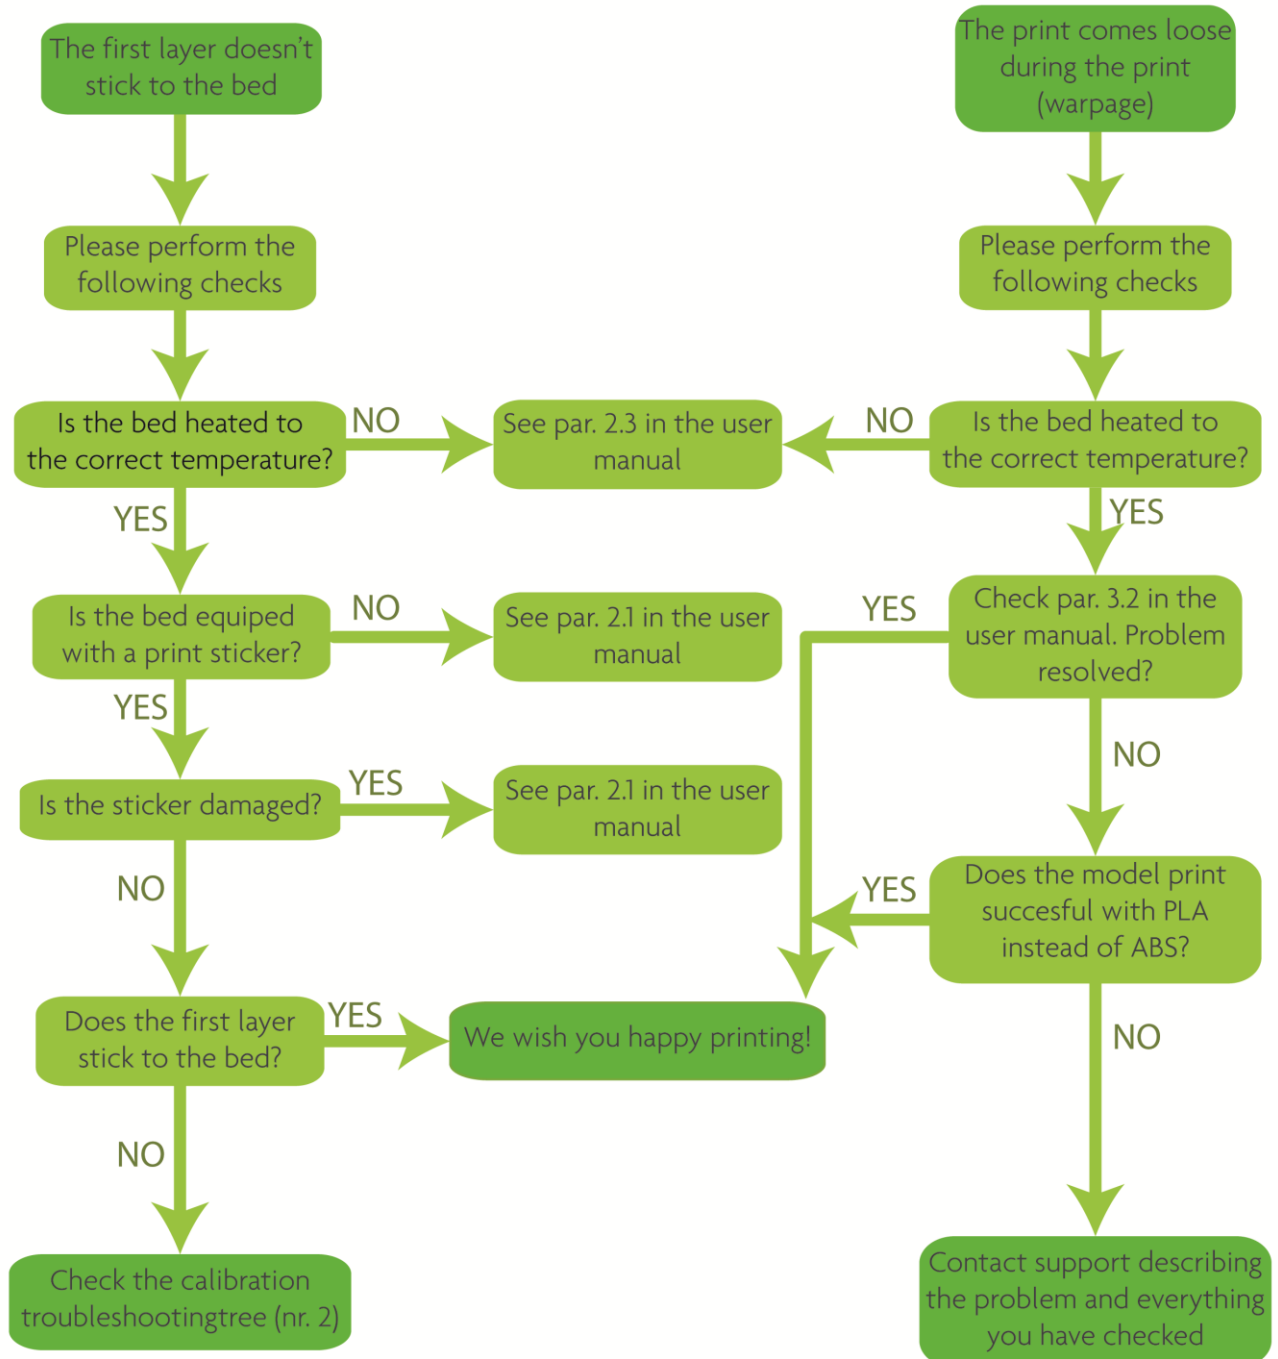 The first layer doesn't
stick to the bed
Please perform the
following checks
Is the bed heated to
the correct temperature?
NO
See par. 2.3 in the user
manual
YES
Is the bed equiped
with a print sticker?
NO
See par. 2.1 in the user
manual
YES
Is the sticker damaged?
YES
See par. 2.1 in the user
manual
NO
Does the first layer
stick to the bed?
YES
We wish you happy printing!
NO
Check the calibration
troubleshootingtree (nr. 2)
The print comes loose
during the print
(warpage)
Please perform the
following checks
Is the bed heated to
the correct temperature?
NO
YES
Check par. 3.2 in the
user manual. Problem
resolved?
YES
NO
Does the model print
succesful with PLA
instead of ABS?
YES
NO
Contact support describing
the problem and everything
you have checked